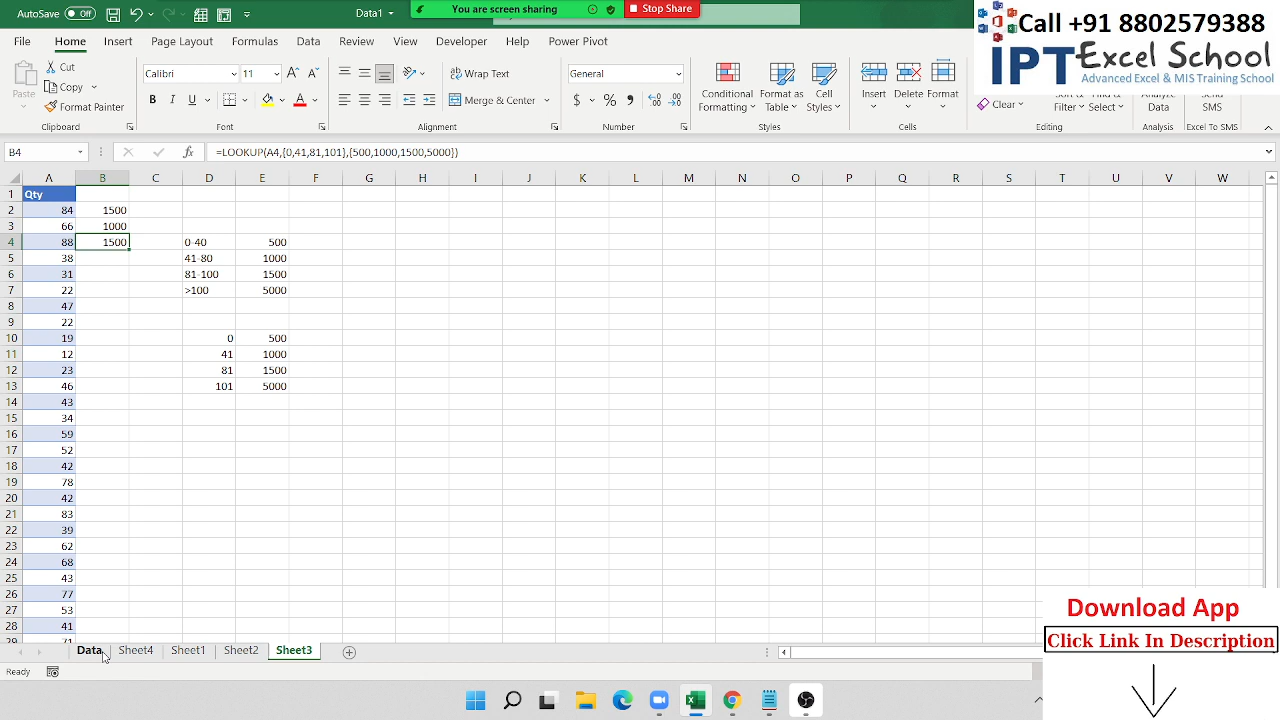 AutoSave Off Data1
You are screen sharing Stop Share
Call +91 8802579388
IPT Excel School
Advanced Excel & MIS Training School
File Home Insert Page Layout Formulas Data Review View Developer Help Power Pivot
Paste Cut Copy Format Painter
Calibri 11
B I U
Wrap Text
Merge & Center
General
Conditional Formatting Format as Table Cell Styles
Insert Delete Format
Clear
Sort & Filter Find & Select
Analyze Data
Send SMS
Clipboard Font Alignment Number Styles Cells Editing Analysis Excel To SMS
B4 fx =LOOKUP(A4,{0,41,81,101},{500,1000,1500,5000})
A B C D E F G H I J K L M N O P Q R S T U V W
1 Qty
2 84 1500
3 66 1000
4 88 1500 0-40 500
5 38 41-80 1000
6 31 81-100 1500
7 22 >100 5000
8 47
9 22
10 19 0 500
11 12 41 1000
12 23 81 1500
13 46 101 5000
14 43
15 34
16 59
17 52
18 42
19 78
20 42
21 83
22 39
23 62
24 68
25 43
26 77
27 53
28 41
29 71
Data Sheet4 Sheet1 Sheet2 Sheet3
Ready
Download App
Click Link In Description